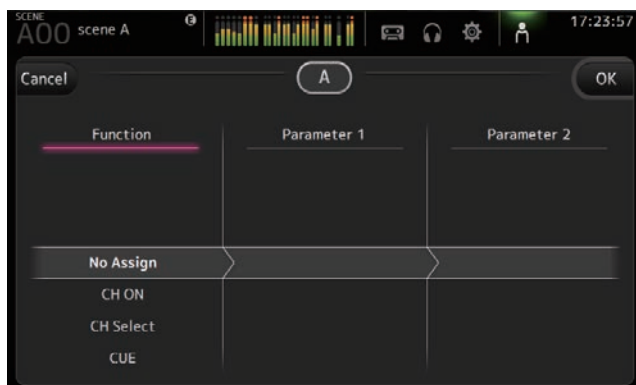 SCENE
A00 scene A
E
17:23:57
Cancel
A
OK
Function Parameter 1 Parameter 2
No Assign
CH ON
CH Select
CUE